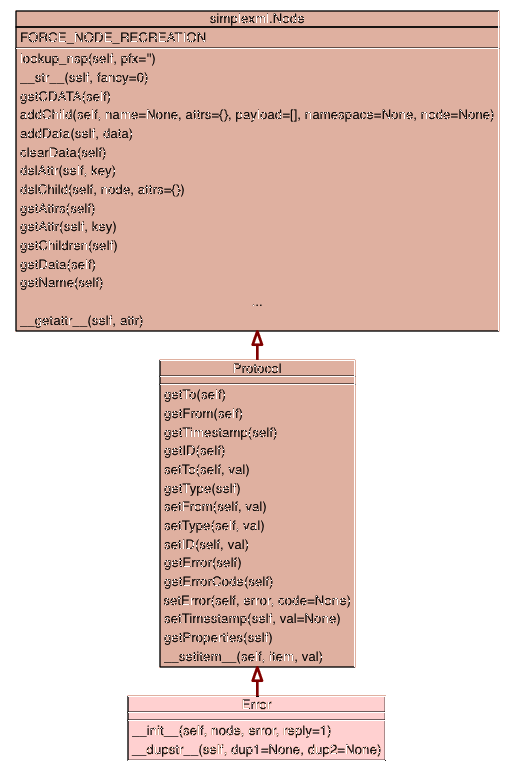 simplexml.Node
FORCE_NODE_RECREATION
lookup_nsp(self, pfx='')
__str__(self, fancy=0)
getCDATA(self)
addChild(self, name=None, attrs={}, payload=[], namespace=None, node=None)
addData(self, data)
clearData(self)
delAttr(self, key)
delChild(self, node, attrs={})
getAttrs(self)
getAttr(self, key)
getChildren(self)
getData(self)
getName(self)
...
__getattr__(self, attr)
Protocol
getTo(self)
getFrom(self)
getTimestamp(self)
getID(self)
setTo(self, val)
getType(self)
setFrom(self, val)
setType(self, val)
setID(self, val)
getError(self)
getErrorCode(self)
setError(self, error, code=None)
setTimestamp(self, val=None)
getProperties(self)
__setitem__(self, item, val)
Error
__init__(self, node, error, reply=1)
__dupstr__(self, dup1=None, dup2=None)